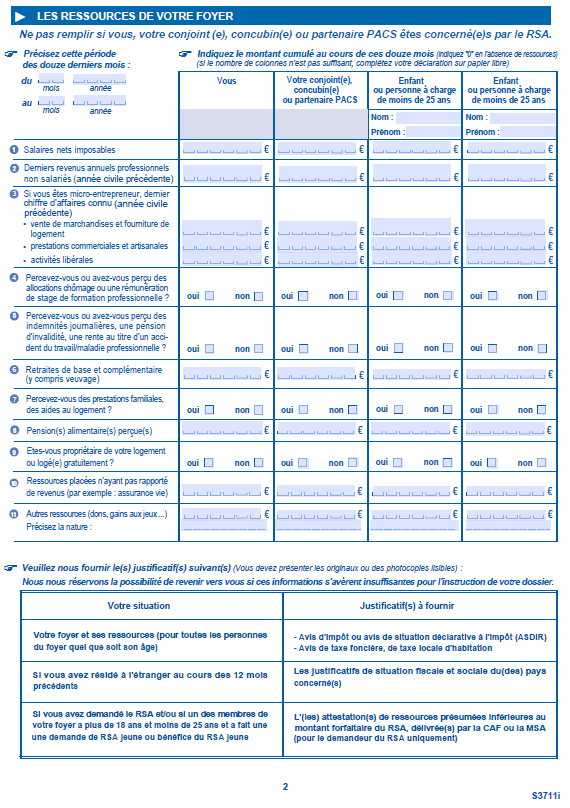 LES RESSOURCES DE VOTRE FOYER
Ne pas remplir si vous, votre conjoint (e), concubin(e) ou partenaire PACS êtes concerné(e)s par le RSA.
Précisez cette période
des douze derniers mois :
du
mois année
au
mois année
Indiquez le montant cumulé au cours de ces douze mois (Indiquez "0" en l'absence de ressources)
(si le nombre de colonnes n'est pas suffisant, complétez votre déclaration sur papier libre)
Vous
Votre conjoint(e),
concubin(e)
ou partenaire PACS
Enfant
ou personne à charge
de moins de 25 ans
Enfant
ou personne à charge
de moins de 25 ans
Nom : Nom :
Prénom : Prénom :
1 Salaires nets imposables € € € €
2 Derniers revenus annuels professionnels
non salariés (année civile précédente) € € € €
3 Si vous êtes micro-entrepreneur, dernier
chiffre d'affaires connu (année civile
précédente)
• vente de marchandises et fourniture de
logement € € € €
• prestations commerciales et artisanales € € € €
• activités libérales € € € €
4 Percevez-vous ou avez-vous perçu des
allocations chômage ou une rémunération
de stage de formation professionnelle ? oui non oui non oui non oui non
5 Percevez-vous ou avez-vous perçu des
indemnités journalières, une pension
d'invalidité, une rente au titre d'un acci-
dent du travail/maladie professionnelle ? oui non oui non oui non oui non
6 Retraites de base et complémentaire
(y compris veuvage) € € € €
7 Percevez-vous des prestations familiales,
des aides au logement ? oui non oui non oui non oui non
8 Pension(s) alimentaire(s) perçue(s) € € € €
9 Etes-vous propriétaire de votre logement
ou logé(e) gratuitement ? oui non oui non oui non oui non
10 Ressources placées n'ayant pas rapporté
de revenus (par exemple : assurance vie) € € € €
11 Autres ressources (dons, gains aux jeux...) € € € €
Précisez la nature :
Veuillez nous fournir le(s) justificatif(s) suivant(s) (Vous devez présenter les originaux ou des photocopies lisibles) :
Nous nous réservons la possibilité de revenir vers vous si ces informations s'avèrent insuffisantes pour l'instruction de votre dossier.
Votre situation Justificatif(s) à fournir
Votre foyer et ses ressources (pour toutes les personnes
du foyer quel que soit son âge)
- Avis d'impôt ou avis de situation déclarative à l'impôt (ASDIR)
- Avis de taxe foncière, de taxe locale d'habitation
Si vous avez résidé à l'étranger au cours des 12 mois
précédents
Les justificatifs de situation fiscale et sociale du(des) pays
concerné(s)
Si vous avez demandé le RSA et/ou si un des membres de
votre foyer a plus de 18 ans et moins de 25 ans et a fait une
une demande de RSA jeune ou bénéfice du RSA jeune
L'(les) attestation(s) de ressources présumées inférieures au
montant forfaitaire du RSA, délivrée(s) par la CAF ou la MSA
(pour le demandeur du RSA uniquement)
2
S3711i